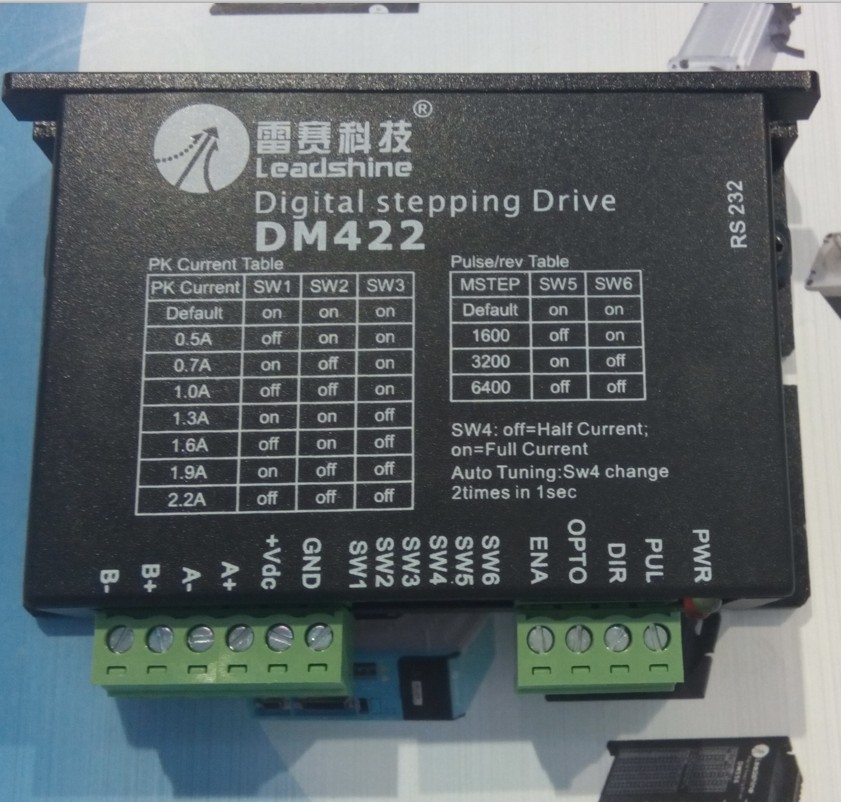 ®
雷赛科技
Leadshine
Digital stepping Drive
DM422
RS 232
PK Current Table
PK Current SW1 SW2 SW3
Default on on on
0.5A off on on
0.7A on off on
1.0A off off on
1.3A on on off
1.6A off on off
1.9A on off off
2.2A off off off
Pulse/rev Table
MSTEP SW5 SW6
Default on on
1600 off on
3200 on off
6400 off off
SW4: off=Half Current;
on=Full Current
Auto Tuning:Sw4 change
2times in 1sec
B- B+ A- A+ +Vdc GND SW1 SW2 SW3 SW4 SW5 SW6 ENA OPTO DIR PUL PWR